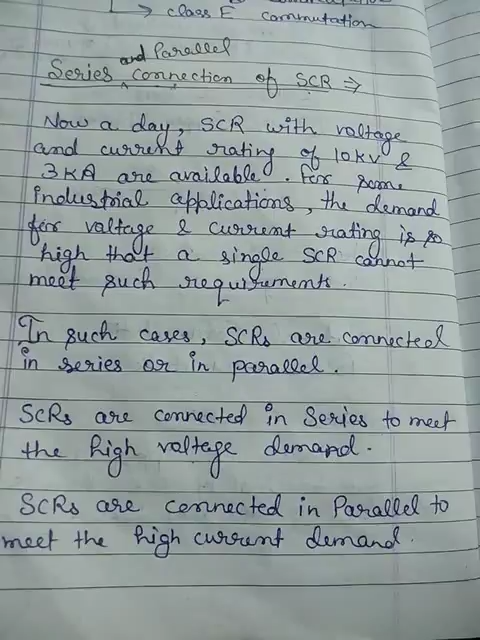 → class E commutation
Series and Parallel connection of SCR ⇒
Now a day, SCR with voltage
and current rating of 10kV &
3KA are available. For some
industrial applications, the demand
for voltage & current rating is so
high that a single SCR cannot
meet such requirements.
In such cases, SCRs are connected
in series or in parallel.
SCRs are connected in Series to meet
the high voltage demand.
SCRs are connected in Parallel to
meet the high current demand.